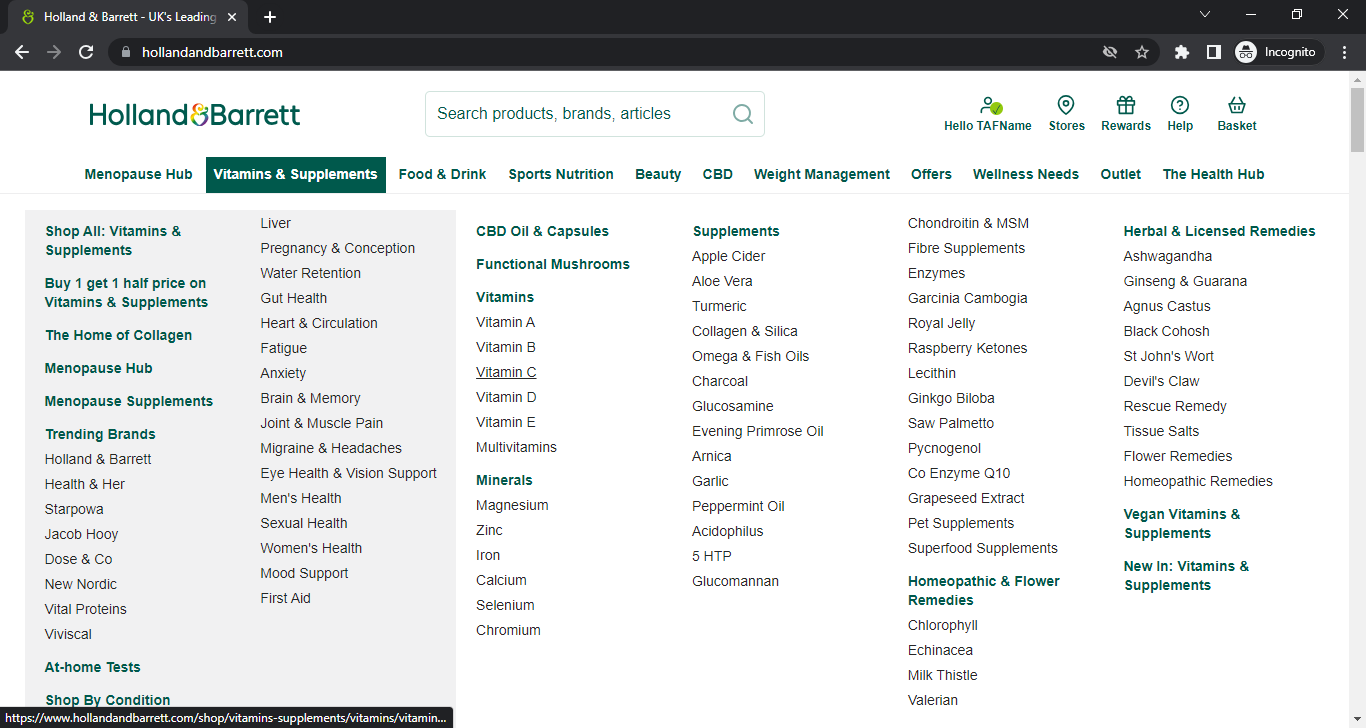 Holland & Barrett - UK's Leading
hollandandbarrett.com
Incognito
Holland&Barrett
Search products, brands, articles
Hello TAFName
Stores
Rewards
Help
Basket
Menopause Hub
Vitamins & Supplements
Food & Drink
Sports Nutrition
Beauty
CBD
Weight Management
Offers
Wellness Needs
Outlet
The Health Hub
Shop All: Vitamins &
Supplements
Buy 1 get 1 half price on
Vitamins & Supplements
The Home of Collagen
Menopause Hub
Menopause Supplements
Trending Brands
Holland & Barrett
Health & Her
Starpowa
Jacob Hooy
Dose & Co
New Nordic
Vital Proteins
Viviscal
At-home Tests
Shop By Condition
Liver
Pregnancy & Conception
Water Retention
Gut Health
Heart & Circulation
Fatigue
Anxiety
Brain & Memory
Joint & Muscle Pain
Migraine & Headaches
Eye Health & Vision Support
Men's Health
Sexual Health
Women's Health
Mood Support
First Aid
CBD Oil & Capsules
Functional Mushrooms
Vitamins
Vitamin A
Vitamin B
Vitamin C
Vitamin D
Vitamin E
Multivitamins
Minerals
Magnesium
Zinc
Iron
Calcium
Selenium
Chromium
Supplements
Apple Cider
Aloe Vera
Turmeric
Collagen & Silica
Omega & Fish Oils
Charcoal
Glucosamine
Evening Primrose Oil
Arnica
Garlic
Peppermint Oil
Acidophilus
5 HTP
Glucomannan
Chondroitin & MSM
Fibre Supplements
Enzymes
Garcinia Cambogia
Royal Jelly
Raspberry Ketones
Lecithin
Ginkgo Biloba
Saw Palmetto
Pycnogenol
Co Enzyme Q10
Grapeseed Extract
Pet Supplements
Superfood Supplements
Homeopathic & Flower
Remedies
Chlorophyll
Echinacea
Milk Thistle
Valerian
Herbal & Licensed Remedies
Ashwagandha
Ginseng & Guarana
Agnus Castus
Black Cohosh
St John's Wort
Devil's Claw
Rescue Remedy
Tissue Salts
Flower Remedies
Homeopathic Remedies
Vegan Vitamins &
Supplements
New In: Vitamins &
Supplements
https://www.hollandandbarrett.com/shop/vitamins-supplements/vitamins/vitamin...